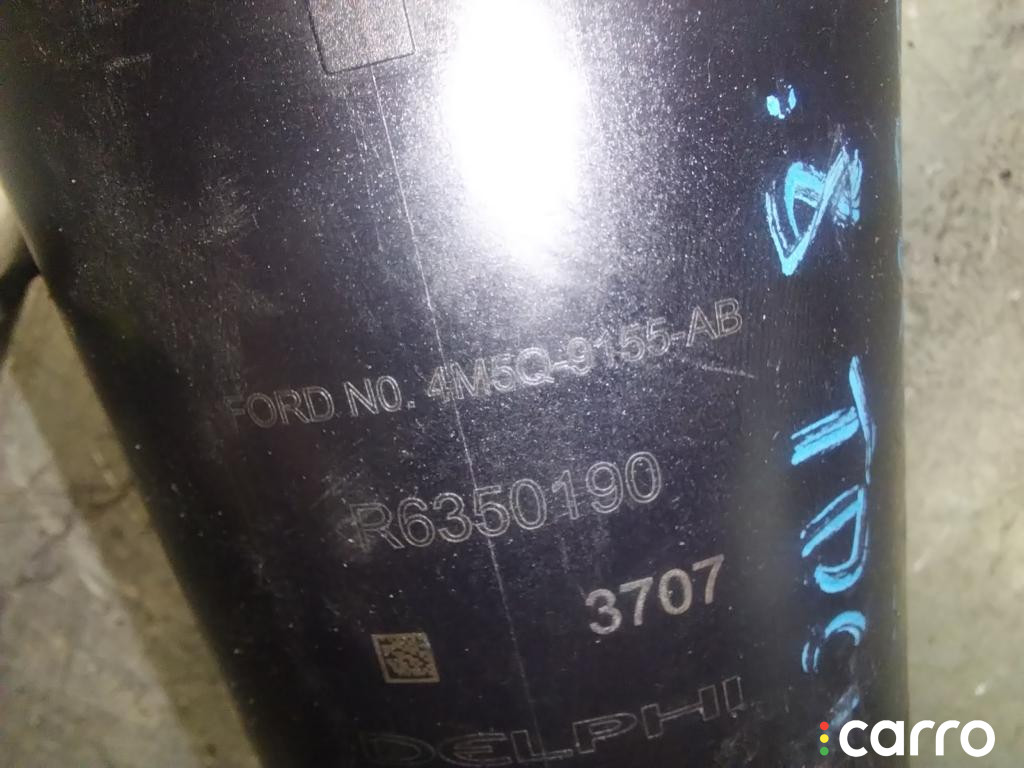 FORD NO. 4M5Q-9155-AB
R6350190
3707
DELPHI
carro